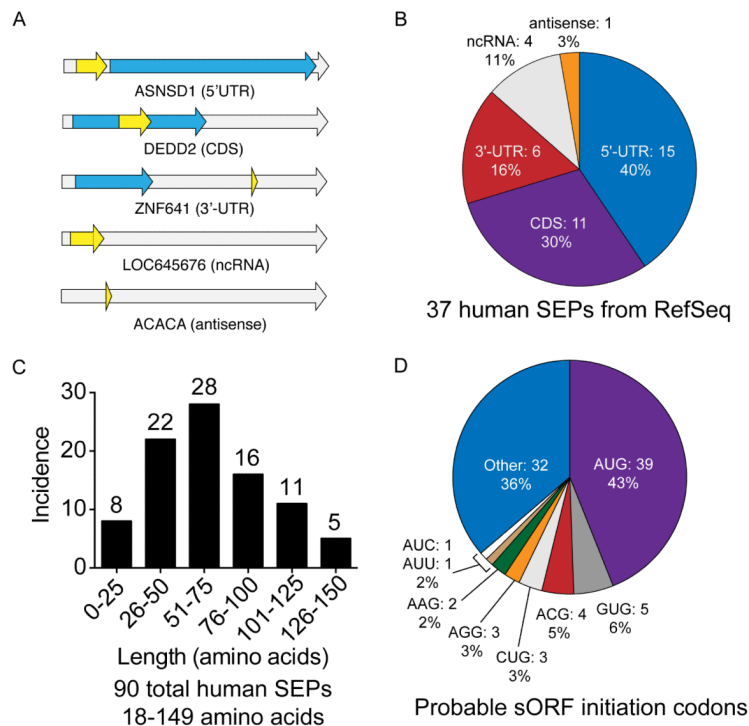 A
ASNSD1 (5'UTR)
DEDD2 (CDS)
ZNF641 (3'-UTR)
LOC645676 (ncRNA)
ACACA (antisense)
B
antisense: 1
3%
ncRNA: 4
11%
3'-UTR: 6
16%
5'-UTR: 15
40%
CDS: 11
30%
37 human SEPs from RefSeq
C
Incidence
30
20
10
0
8
22
28
16
11
5
0-25
26-50
51-75
76-100
101-125
126-150
Length (amino acids)
90 total human SEPs
18-149 amino acids
D
Other: 32
36%
AUG: 39
43%
AUC: 1
AUU: 1
2%
AAG: 2
2%
AGG: 3
3%
CUG: 3
3%
ACG: 4
5%
GUG: 5
6%
Probable sORF initiation codons